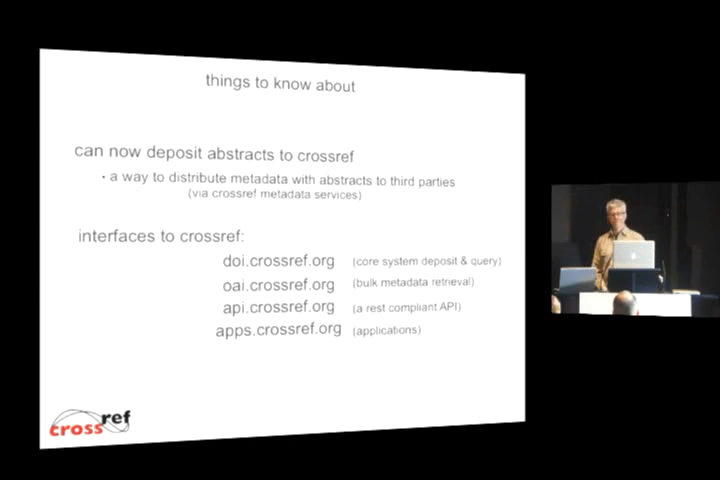 things to know about
can now deposit abstracts to crossref
· a way to distribute metadata with abstracts to third parties
(via crossref metadata services)
interfaces to crossref:
doi.crossref.org (core system deposit & query)
oai.crossref.org (bulk metadata retrieval)
api.crossref.org (a rest compliant API)
apps.crossref.org (applications)
crossref